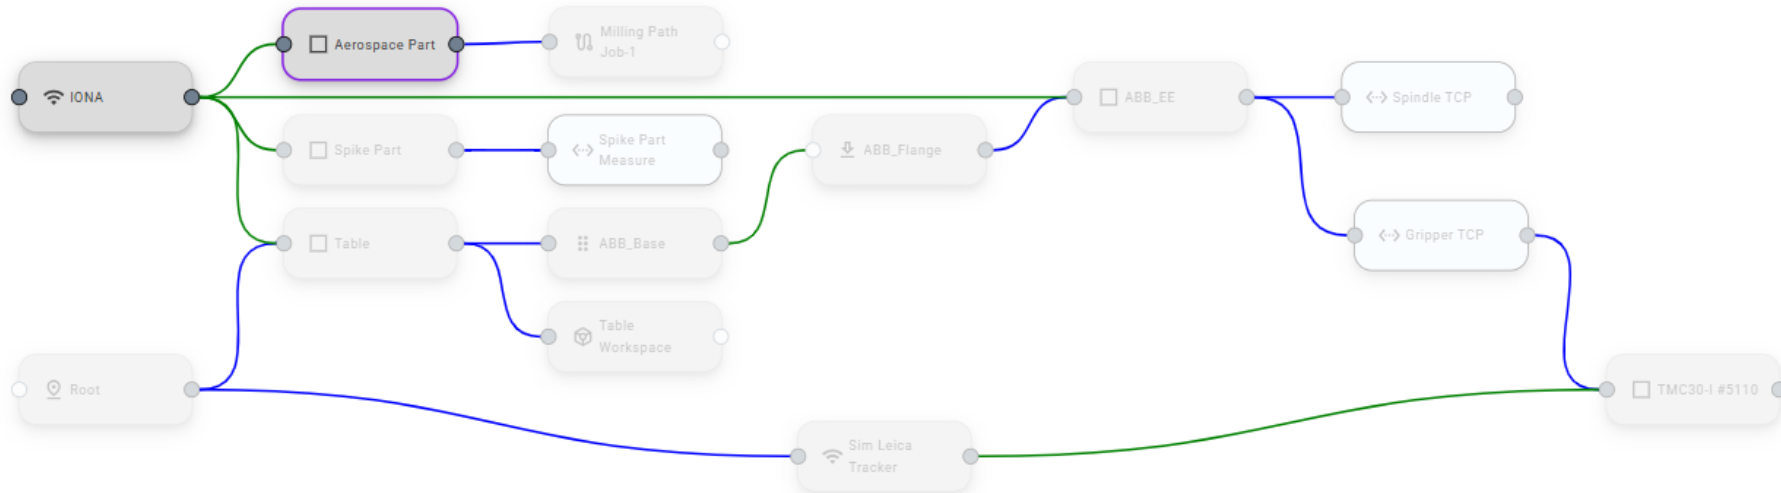 Aerospace Part
Milling Path
Job-1
IONA
ABB_EE
Spindle TCP
Spike Part
Spike Part
Measure
ABB_Flange
Table
ABB_Base
Gripper TCP
Table
Workspace
Root
TMC30-I #5110
Sim Leica
Tracker